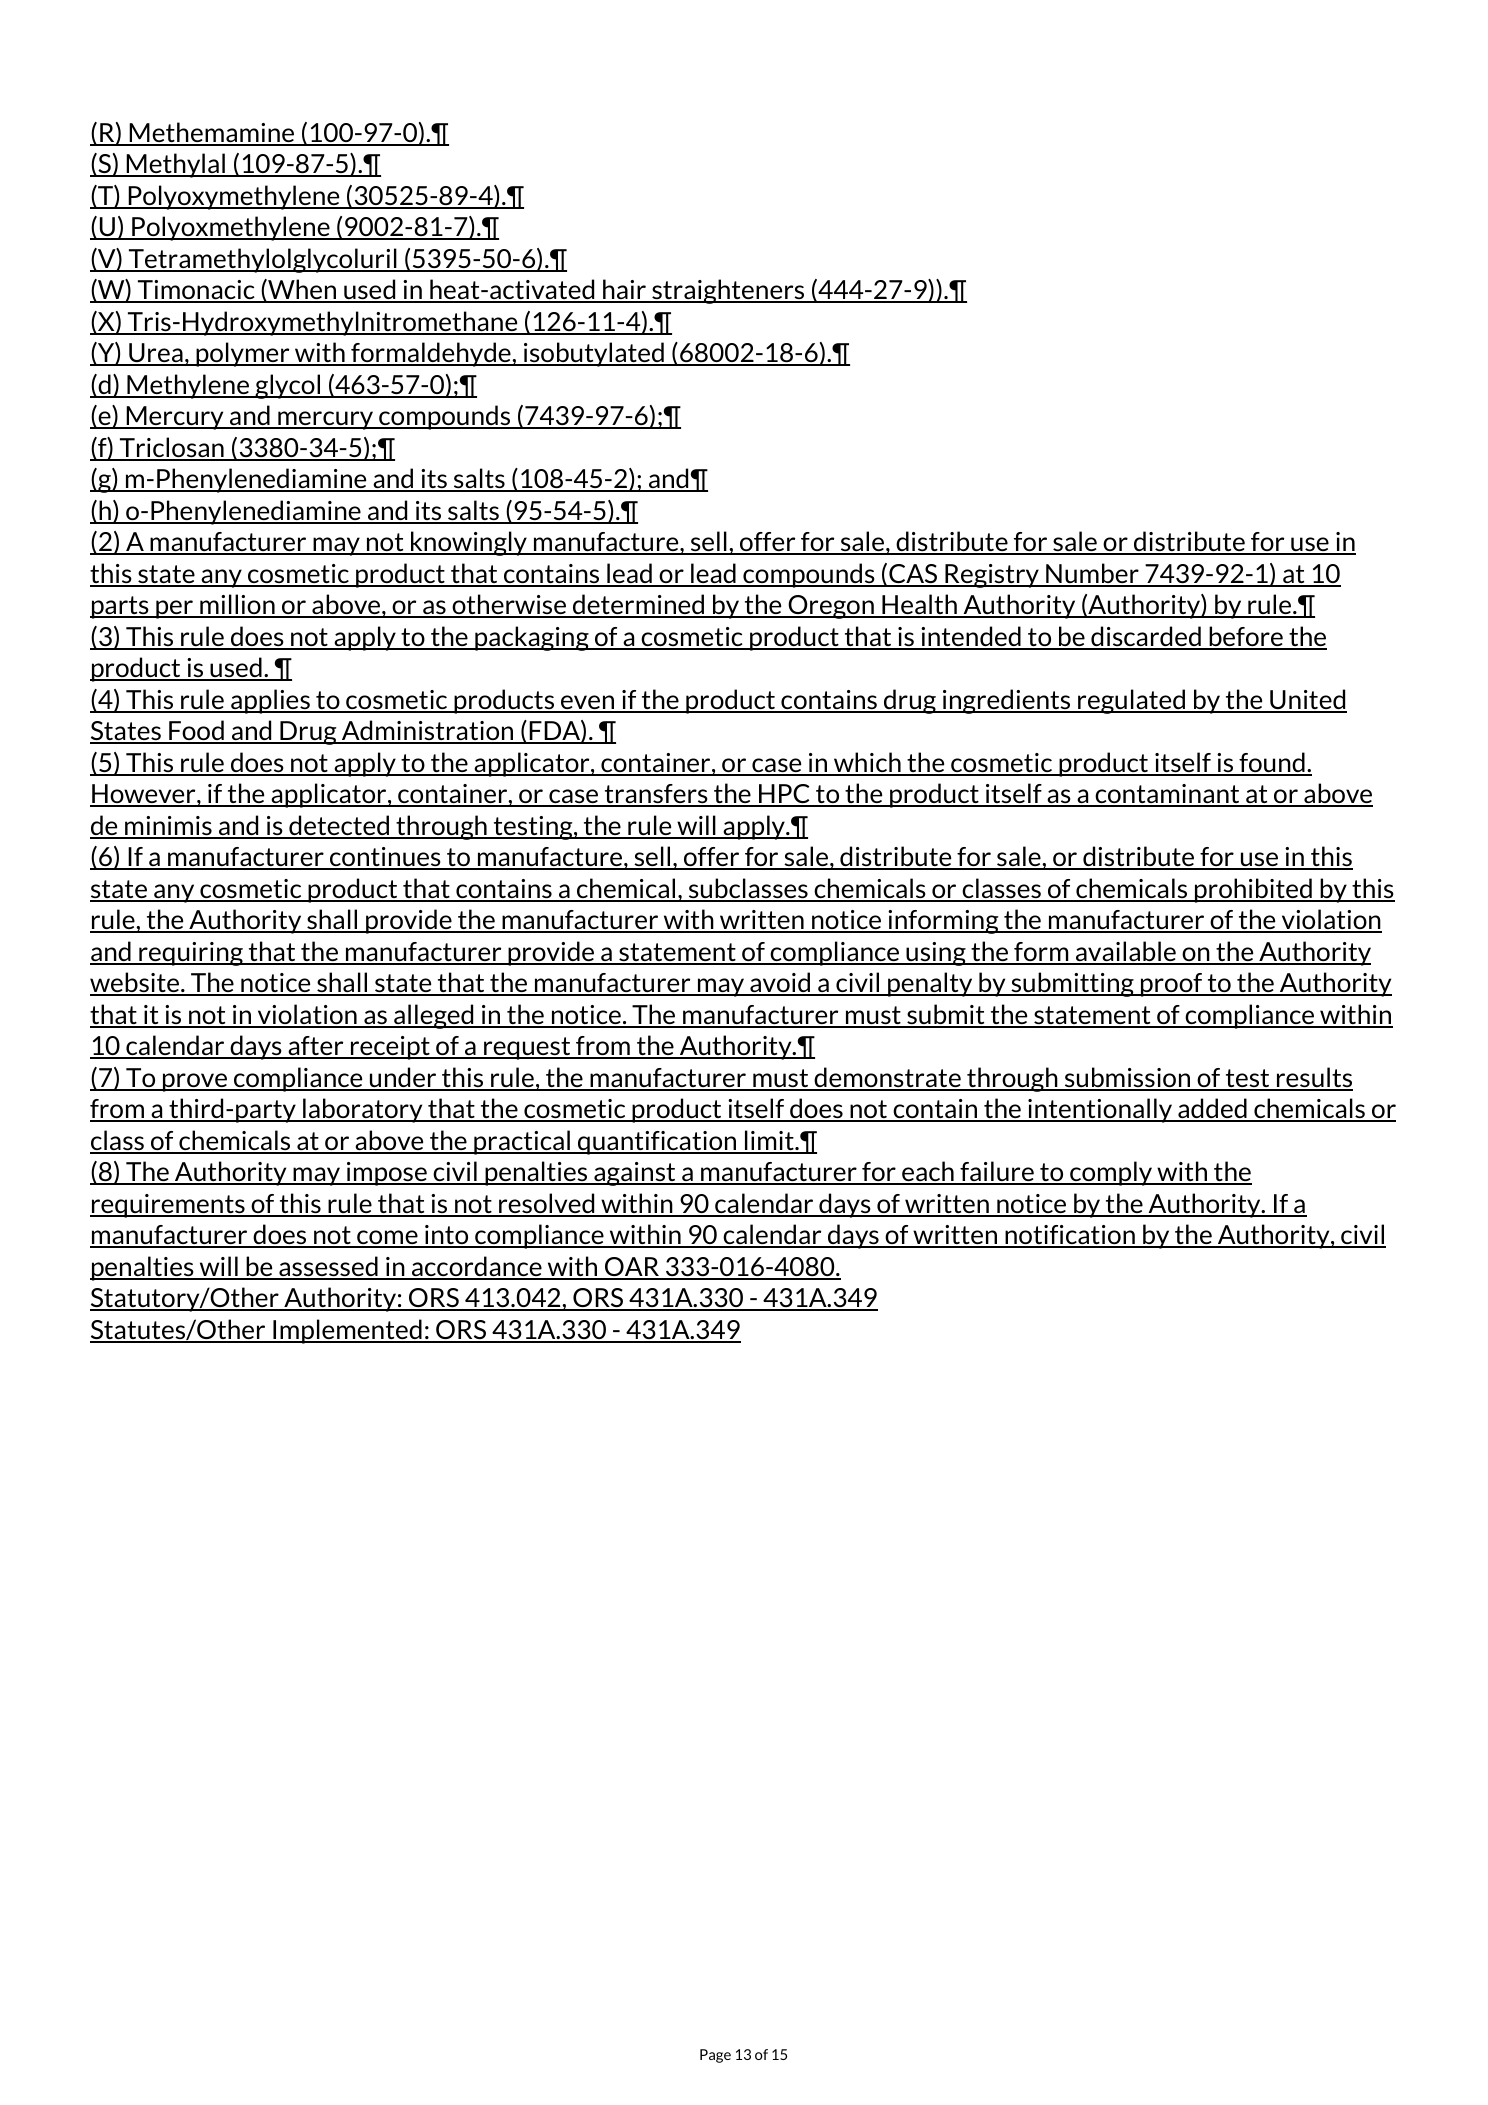 (R) Methemamine (100-97-0).¶
(S) Methylal (109-87-5).¶
(T) Polyoxymethylene (30525-89-4).¶
(U) Polyoxmethylene (9002-81-7).¶
(V) Tetramethylolglycoluril (5395-50-6).¶
(W) Timonacic (When used in heat-activated hair straighteners (444-27-9)).¶
(X) Tris-Hydroxymethylnitromethane (126-11-4).¶
(Y) Urea, polymer with formaldehyde, isobutylated (68002-18-6).¶
(d) Methylene glycol (463-57-0);¶
(e) Mercury and mercury compounds (7439-97-6);¶
(f) Triclosan (3380-34-5);¶
(g) m-Phenylenediamine and its salts (108-45-2); and¶
(h) o-Phenylenediamine and its salts (95-54-5).¶
(2) A manufacturer may not knowingly manufacture, sell, offer for sale, distribute for sale or distribute for use in
this state any cosmetic product that contains lead or lead compounds (CAS Registry Number 7439-92-1) at 10
parts per million or above, or as otherwise determined by the Oregon Health Authority (Authority) by rule.¶
(3) This rule does not apply to the packaging of a cosmetic product that is intended to be discarded before the
product is used. ¶
(4) This rule applies to cosmetic products even if the product contains drug ingredients regulated by the United
States Food and Drug Administration (FDA). ¶
(5) This rule does not apply to the applicator, container, or case in which the cosmetic product itself is found.
However, if the applicator, container, or case transfers the HPC to the product itself as a contaminant at or above
de minimis and is detected through testing, the rule will apply.¶
(6) If a manufacturer continues to manufacture, sell, offer for sale, distribute for sale, or distribute for use in this
state any cosmetic product that contains a chemical, subclasses chemicals or classes of chemicals prohibited by this
rule, the Authority shall provide the manufacturer with written notice informing the manufacturer of the violation
and requiring that the manufacturer provide a statement of compliance using the form available on the Authority
website. The notice shall state that the manufacturer may avoid a civil penalty by submitting proof to the Authority
that it is not in violation as alleged in the notice. The manufacturer must submit the statement of compliance within
10 calendar days after receipt of a request from the Authority.¶
(7) To prove compliance under this rule, the manufacturer must demonstrate through submission of test results
from a third-party laboratory that the cosmetic product itself does not contain the intentionally added chemicals or
class of chemicals at or above the practical quantification limit.¶
(8) The Authority may impose civil penalties against a manufacturer for each failure to comply with the
requirements of this rule that is not resolved within 90 calendar days of written notice by the Authority. If a
manufacturer does not come into compliance within 90 calendar days of written notification by the Authority, civil
penalties will be assessed in accordance with OAR 333-016-4080.
Statutory/Other Authority: ORS 413.042, ORS 431A.330 - 431A.349
Statutes/Other Implemented: ORS 431A.330 - 431A.349
Page 13 of 15